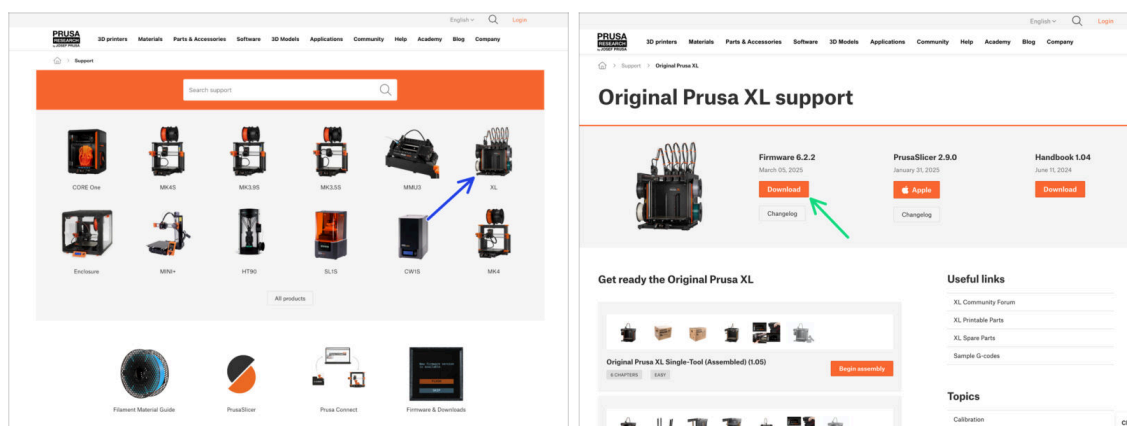 English
Login
PRUSA
RESEARCH
by JOSEF PRUSA
3D printers Materials Parts & Accessories Software 3D Models Applications Community Help Academy Blog Company
Support
Search support
CORE One MK4S MK3.9S MK3.5S MMU3 XL
Enclosure MINI+ HT90 SL1S CW1S MK4
All products
Filament Material Guide PrusaSlicer Prusa Connect Firmware & Downloads
English
Login
PRUSA
RESEARCH
by JOSEF PRUSA
3D printers Materials Parts & Accessories Software 3D Models Applications Community Help Academy Blog Company
Support > Original Prusa XL
Original Prusa XL support
Firmware 6.2.2 PrusaSlicer 2.9.0 Handbook 1.04
March 05, 2025 January 31, 2025 June 11, 2024
Download Apple Download
Changelog Changelog
Get ready the Original Prusa XL
Original Prusa XL Single-Tool (Assembled) (1.05)
EASY
Begin assembly
Useful links
XL Community Forum
XL Printable Parts
XL Spare Parts
Sample G-codes
Topics
Calibration